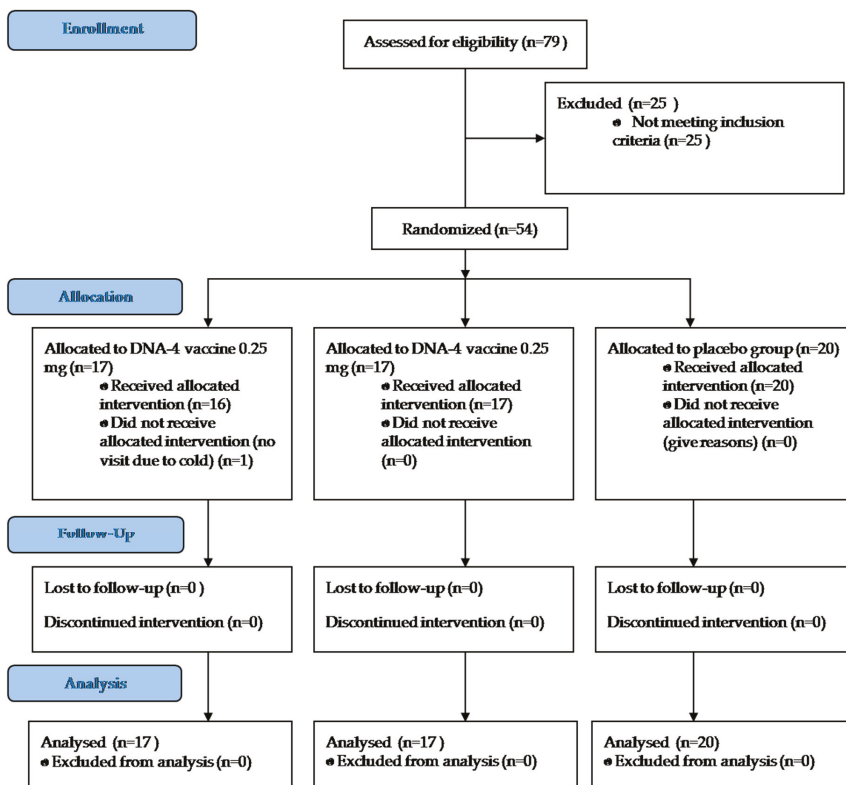 Enrollment
Assessed for eligibility (n=79 )
Excluded (n=25 )
● Not meeting inclusion
criteria (n=25 )
Randomized (n=54)
Allocation
Allocated to DNA-4 vaccine 0.25
mg (n=17)
● Received allocated
intervention (n=16)
● Did not receive
allocated intervention (no
visit due to cold) (n=1)
Allocated to DNA-4 vaccine 0.25
mg (n=17)
● Received allocated
intervention (n=17)
● Did not receive
allocated intervention
(n=0)
Allocated to placebo group (n=20)
● Received allocated
intervention (n=20)
● Did not receive
allocated intervention
(give reasons) (n=0)
Follow-Up
Lost to follow-up (n=0 )
Discontinued intervention (n=0)
Lost to follow-up (n=0)
Discontinued intervention (n=0)
Lost to follow-up (n=0)
Discontinued intervention (n=0)
Analysis
Analysed (n=17 )
● Excluded from analysis (n=0)
Analysed (n=17 )
● Excluded from analysis (n=0)
Analysed (n=20)
● Excluded from analysis (n=0)